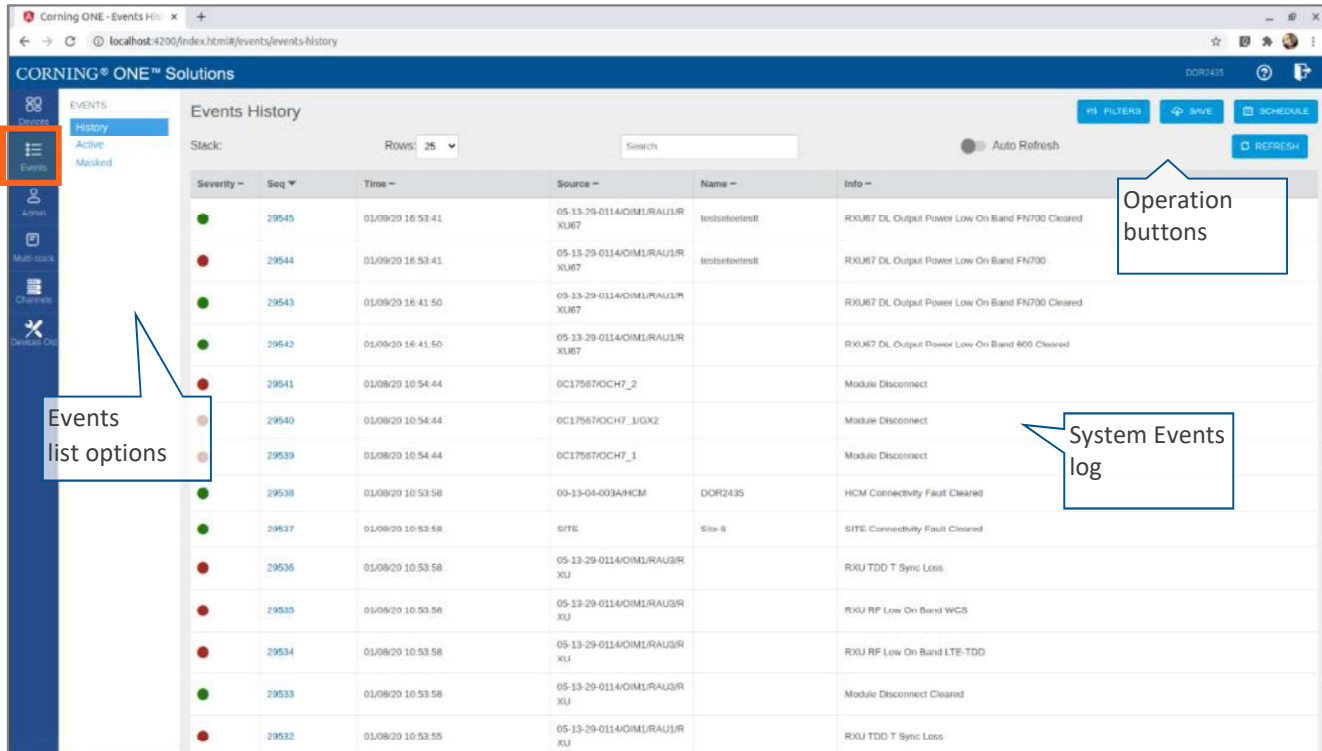 Corning ONE - Events His
localhost:4200/index.html#/events/events-history
CORNING® ONE™ Solutions
DOR2435
Devices
Events
Admin
Multi-stack
Channels
Devices Old
EVENTS
History
Active
Masked
Events History
FILTERS
SAVE
SCHEDULE
Stack:
Rows: 25
Search
Auto Refresh
REFRESH
Severity Seq Time Source Name Info
29545 01/09/20 16:53:41 05-13-29-0114/OIM1/RAU1/R RXU67 DL Output Power Low On Band FN700 Cleared
XU67
29544 01/09/20 16:53:41 05-13-29-0114/OIM1/RAU1/R RXU67 DL Output Power Low On Band FN700
XU67
29543 01/09/20 16:41:50 05-13-29-0114/OIM1/RAU1/R RXU67 DL Output Power Low On Band FN700 Cleared
XU67
29542 01/09/20 16:41:50 05-13-29-0114/OIM1/RAU1/R RXU67 DL Output Power Low On Band 600 Cleared
XU67
29541 01/08/20 10:54:44 0C17567/OCH7_2 Module Disconnect
29540 01/08/20 10:54:44 0C17567/OCH7_1/GX2 Module Disconnect
29539 01/08/20 10:54:44 0C17567/OCH7_1 Module Disconnect
29538 01/08/20 10:53:58 00-13-04-003A/HCM DOR2435 HCM Connectivity Fault Cleared
29537 01/08/20 10:53:58 SITE SITE Connectivity Fault Cleared
29536 01/08/20 10:53:58 05-13-29-0114/OIM1/RAU3/R RXU TDD T Sync Loss
XU
29535 01/08/20 10:53:58 05-13-29-0114/OIM1/RAU3/R RXU RF Low On Band WCS
XU
29534 01/08/20 10:53:58 05-13-29-0114/OIM1/RAU3/R RXU RF Low On Band LTE-TDD
XU
29533 01/08/20 10:53:58 05-13-29-0114/OIM1/RAU3/R Module Disconnect Cleared
XU
29532 01/08/20 10:53:55 05-13-29-0114/OIM1/RAU1/R RXU TDD T Sync Loss
XU
Operation
buttons
Events
list options
System Events
log